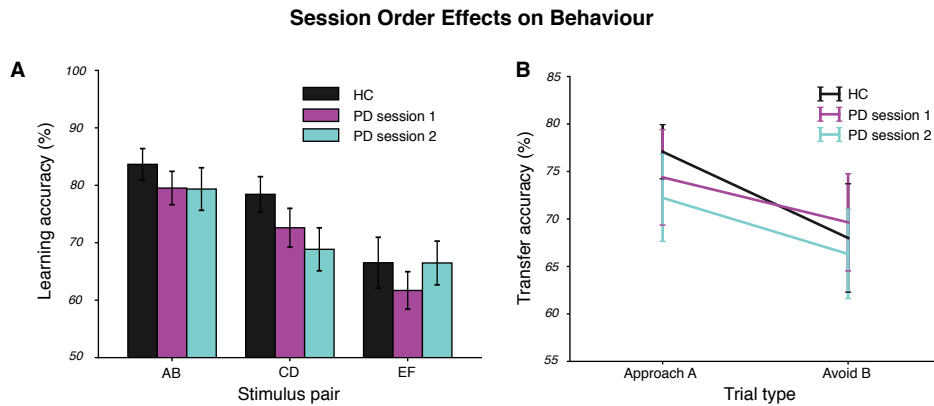 Session Order Effects on Behaviour
A
Learning accuracy (%)
100
90
80
70
60
50
HC
PD session 1
PD session 2
AB
CD
EF
Stimulus pair
B
Transfer accuracy (%)
85
80
75
70
65
60
55
HC
PD session 1
PD session 2
Approach A
Avoid B
Trial type